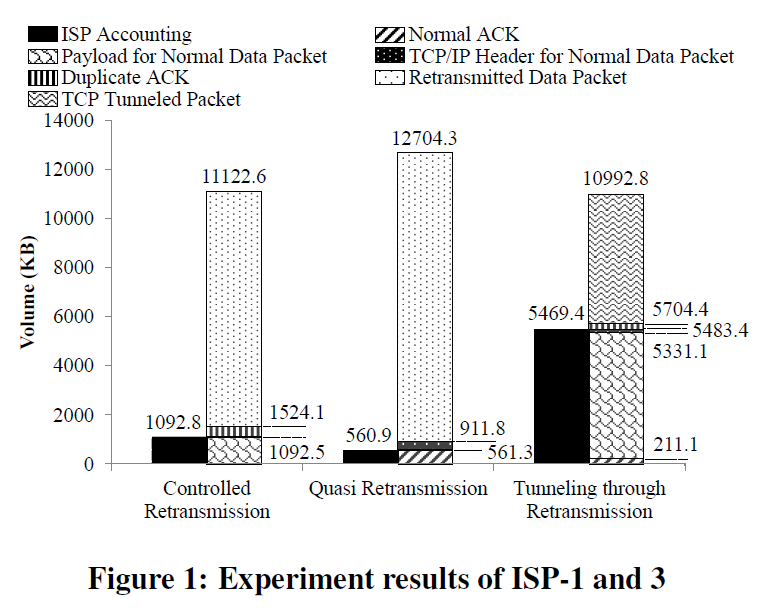 ISP Accounting
Normal ACK
Payload for Normal Data Packet
TCP/IP Header for Normal Data Packet
Duplicate ACK
Retransmitted Data Packet
TCP Tunneled Packet
14000
12000
10000
8000
6000
4000
2000
0
Volume (KB)
11122.6
1092.8
1524.1
1092.5
12704.3
560.9
911.8
561.3
10992.8
5469.4
5704.4
5483.4
5331.1
211.1
Controlled
Retransmission
Quasi Retransmission
Tunneling through
Retransmission
Figure 1: Experiment results of ISP-1 and 3